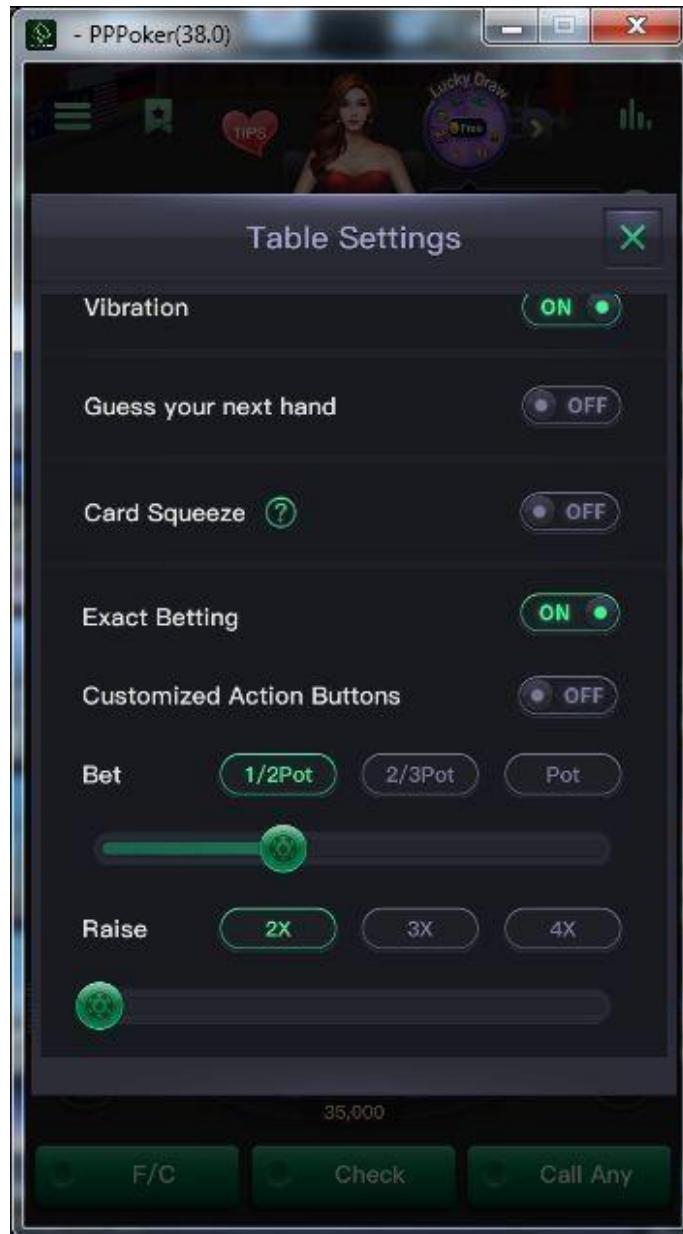 - PPPoker(38.0)
Lucky Draw
TIPS
Free
Table Settings
Vibration ON
Guess your next hand OFF
Card Squeeze ? OFF
Exact Betting ON
Customized Action Buttons OFF
Bet 1/2Pot 2/3Pot Pot
Raise 2X 3X 4X
35,000
F/C Check Call Any